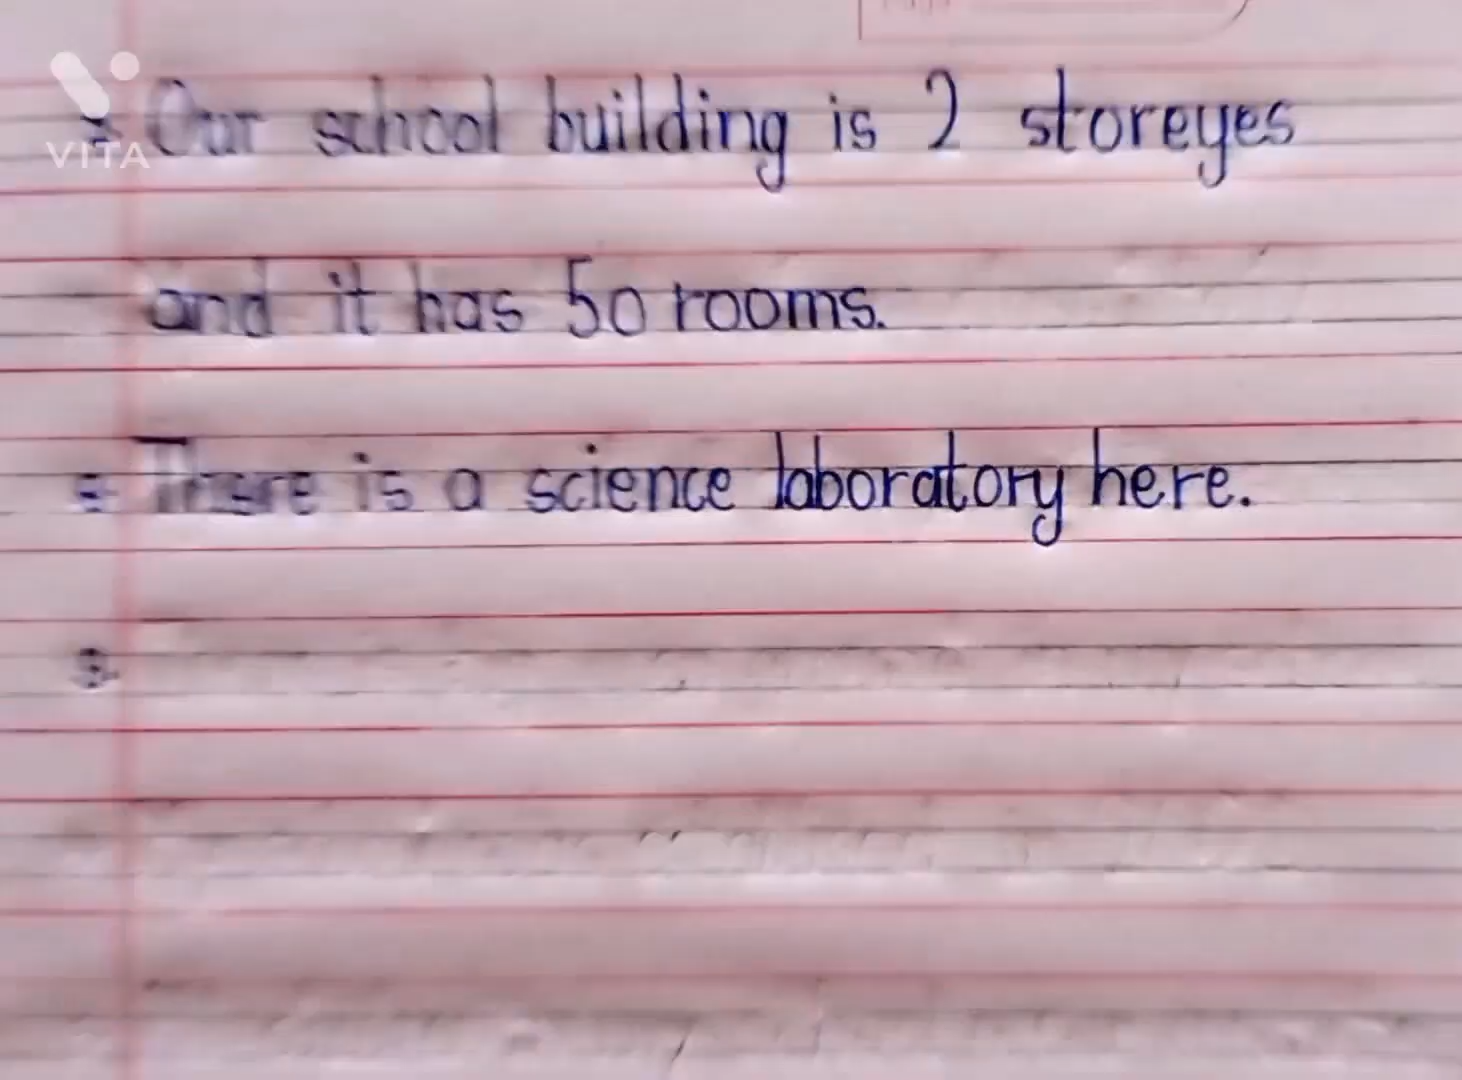 VITA
Our school building is 2 storeyes
and it has 50 rooms.
There is a science laboratory here.